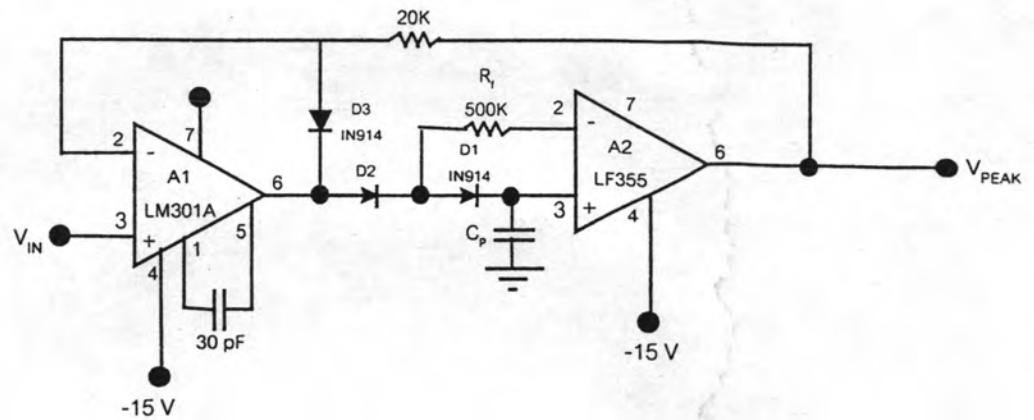 20K
R_f
500K
D3
IN914
2
7
-
A1
LM301A
6
D2
D1
IN914
2
7
-
A2
LF355
6
V_PEAK
3
+
4
V_IN
3
+
4
1
5
C_P
30 pF
-15 V
-15 V